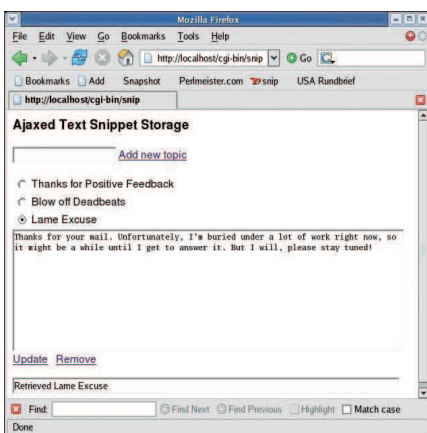 Mozilla Firefox
File Edit View Go Bookmarks Tools Help
http://localhost/cgi-bin/snip Go
Bookmarks Add Snapshot Perlmeister.com snip USA Rundbrief
http://localhost/cgi-bin/snip
Ajaxed Text Snippet Storage
Add new topic
Thanks for Positive Feedback
Blow off Deadbeats
Lame Excuse
Thanks for your mail. Unfortunately, I'm buried under a lot of work right now, so
it might be a while until I get to answer it. But I will, please stay tuned!
Update Remove
Retrieved Lame Excuse
Find: Find Next Find Previous Highlight Match case
Done